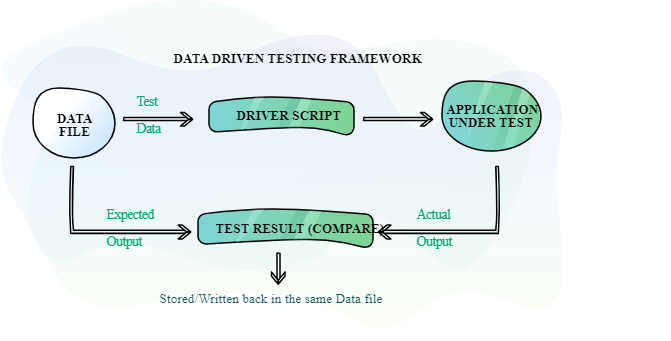 DATA DRIVEN TESTING FRAMEWORK
Test
Data
DATA
FILE
DRIVER SCRIPT
APPLICATION
UNDER TEST
Expected
Output
TEST RESULT (COMPARE)
Actual
Output
Stored/Written back in the same Data file